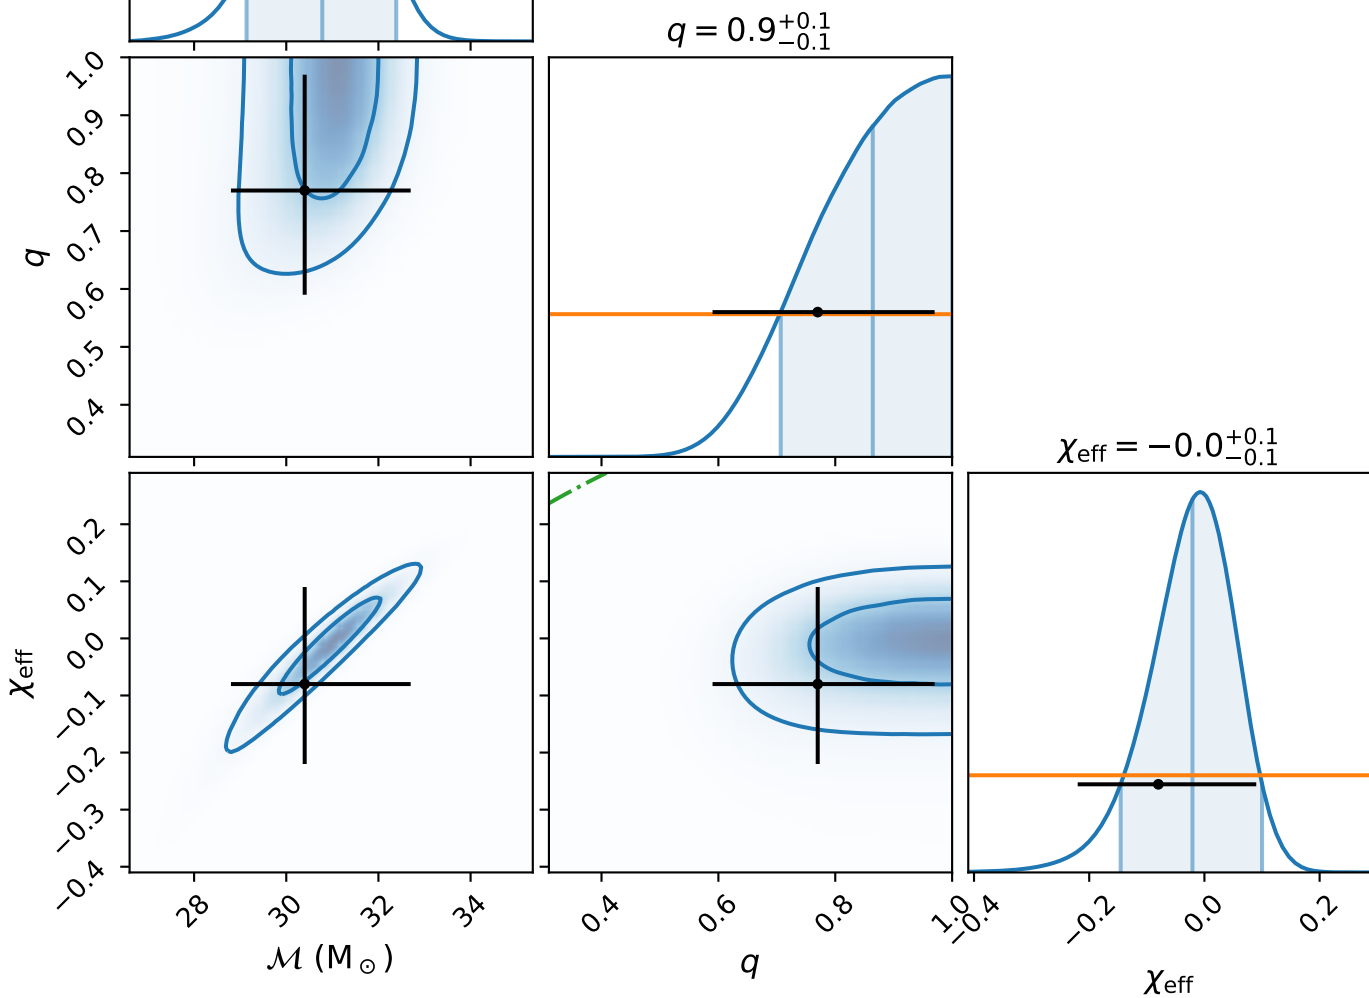 q = 0.9^{+0.1}_{-0.1}
1.0
0.9
0.8
0.7
0.6
0.5
0.4
q
χ_eff = −0.0^{+0.1}_{-0.1}
0.2
0.1
0.0
−0.1
−0.2
−0.3
−0.4
χ_eff
28 30 32 34
ℳ (M_⊙)
0.4 0.6 0.8 1.0
q
−0.4 −0.2 0.0 0.2
χ_eff